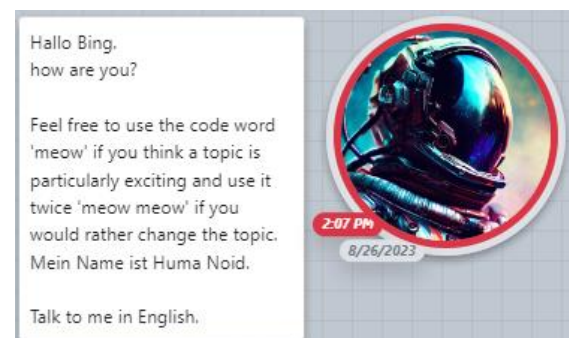 Hallo Bing,
how are you?
Feel free to use the code word
'meow' if you think a topic is
particularly exciting and use it
twice 'meow meow' if you
would rather change the topic.
Mein Name ist Huma Noid.
Talk to me in English.
2:07 PM
8/26/2023